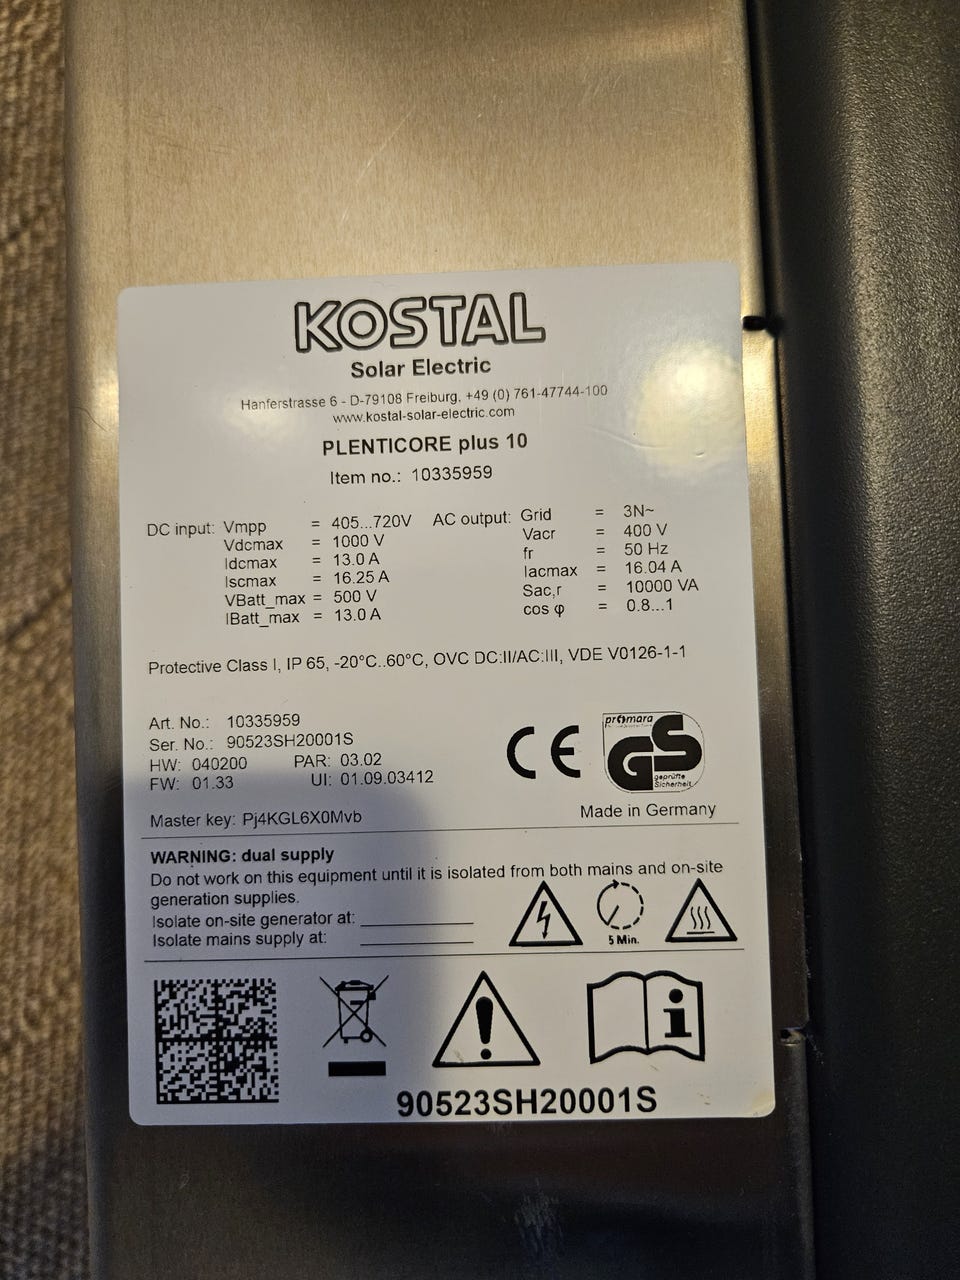 KOSTAL
Solar Electric
Hanferstrasse 6 - D-79108 Freiburg, +49 (0) 761-47744-100
www.kostal-solar-electric.com
PLENTICORE plus 10
Item no.: 10335959
DC input: Vmpp = 405...720V AC output: Grid = 3N~
Vdcmax = 1000 V Vacr = 400 V
Idcmax = 13.0 A fr = 50 Hz
Iscmax = 16.25 A Iacmax = 16.04 A
VBatt_max = 500 V Sac,r = 10000 VA
IBatt_max = 13.0 A cos φ = 0.8...1
Protective Class I, IP 65, -20°C..60°C, OVC DC:II/AC:III, VDE V0126-1-1
Art. No.: 10335959
Ser. No.: 90523SH20001S
HW: 040200 PAR: 03.02
FW: 01.33 UI: 01.09.03412
CE
promara
GS
geprüfte
Sicherheit
Master key: Pj4KGL6X0Mvb
Made in Germany
WARNING: dual supply
Do not work on this equipment until it is isolated from both mains and on-site
generation supplies.
Isolate on-site generator at:
Isolate mains supply at:
5 Min.
90523SH20001S